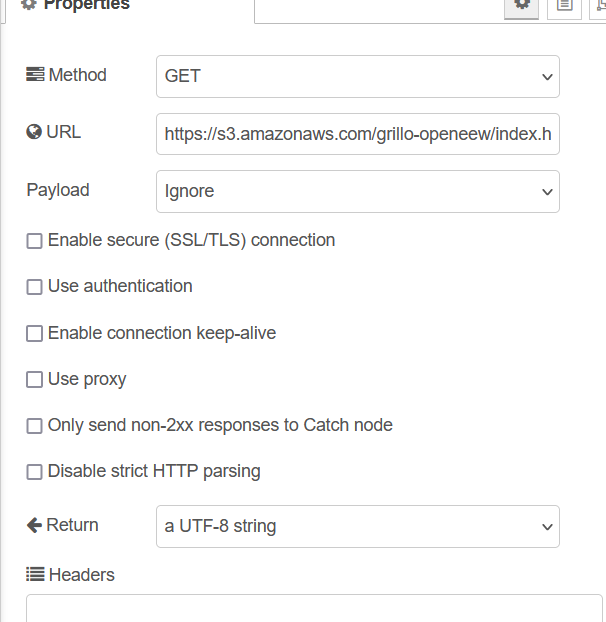 Properties
Method GET
URL https://s3.amazonaws.com/grillo-openeew/index.h
Payload Ignore
Enable secure (SSL/TLS) connection
Use authentication
Enable connection keep-alive
Use proxy
Only send non-2xx responses to Catch node
Disable strict HTTP parsing
Return a UTF-8 string
Headers